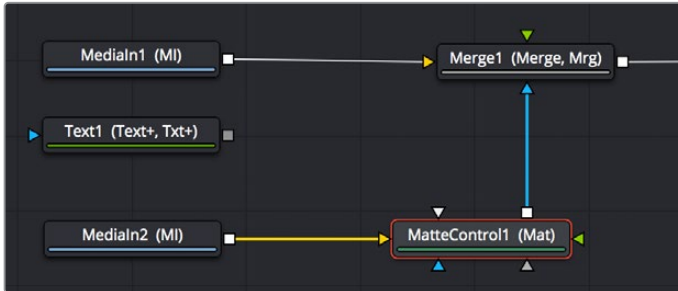 MediaIn1 (MI)
Merge1 (Merge, Mrg)
Text1 (Text+, Txt+)
MediaIn2 (MI)
MatteControl1 (Mat)